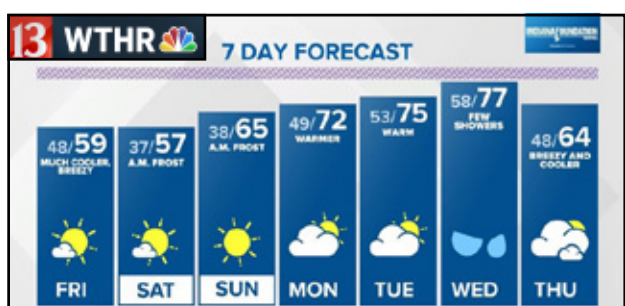 13 WTHR
7 DAY FORECAST
INDIANA FOUNDATION
48/59
MUCH COOLER,
BREEZY
FRI
37/57
A.M. FROST
SAT
38/65
A.M. FROST
SUN
49/72
WARMER
MON
53/75
WARM
TUE
58/77
FEW
SHOWERS
WED
48/64
BREEZY AND
COOLER
THU